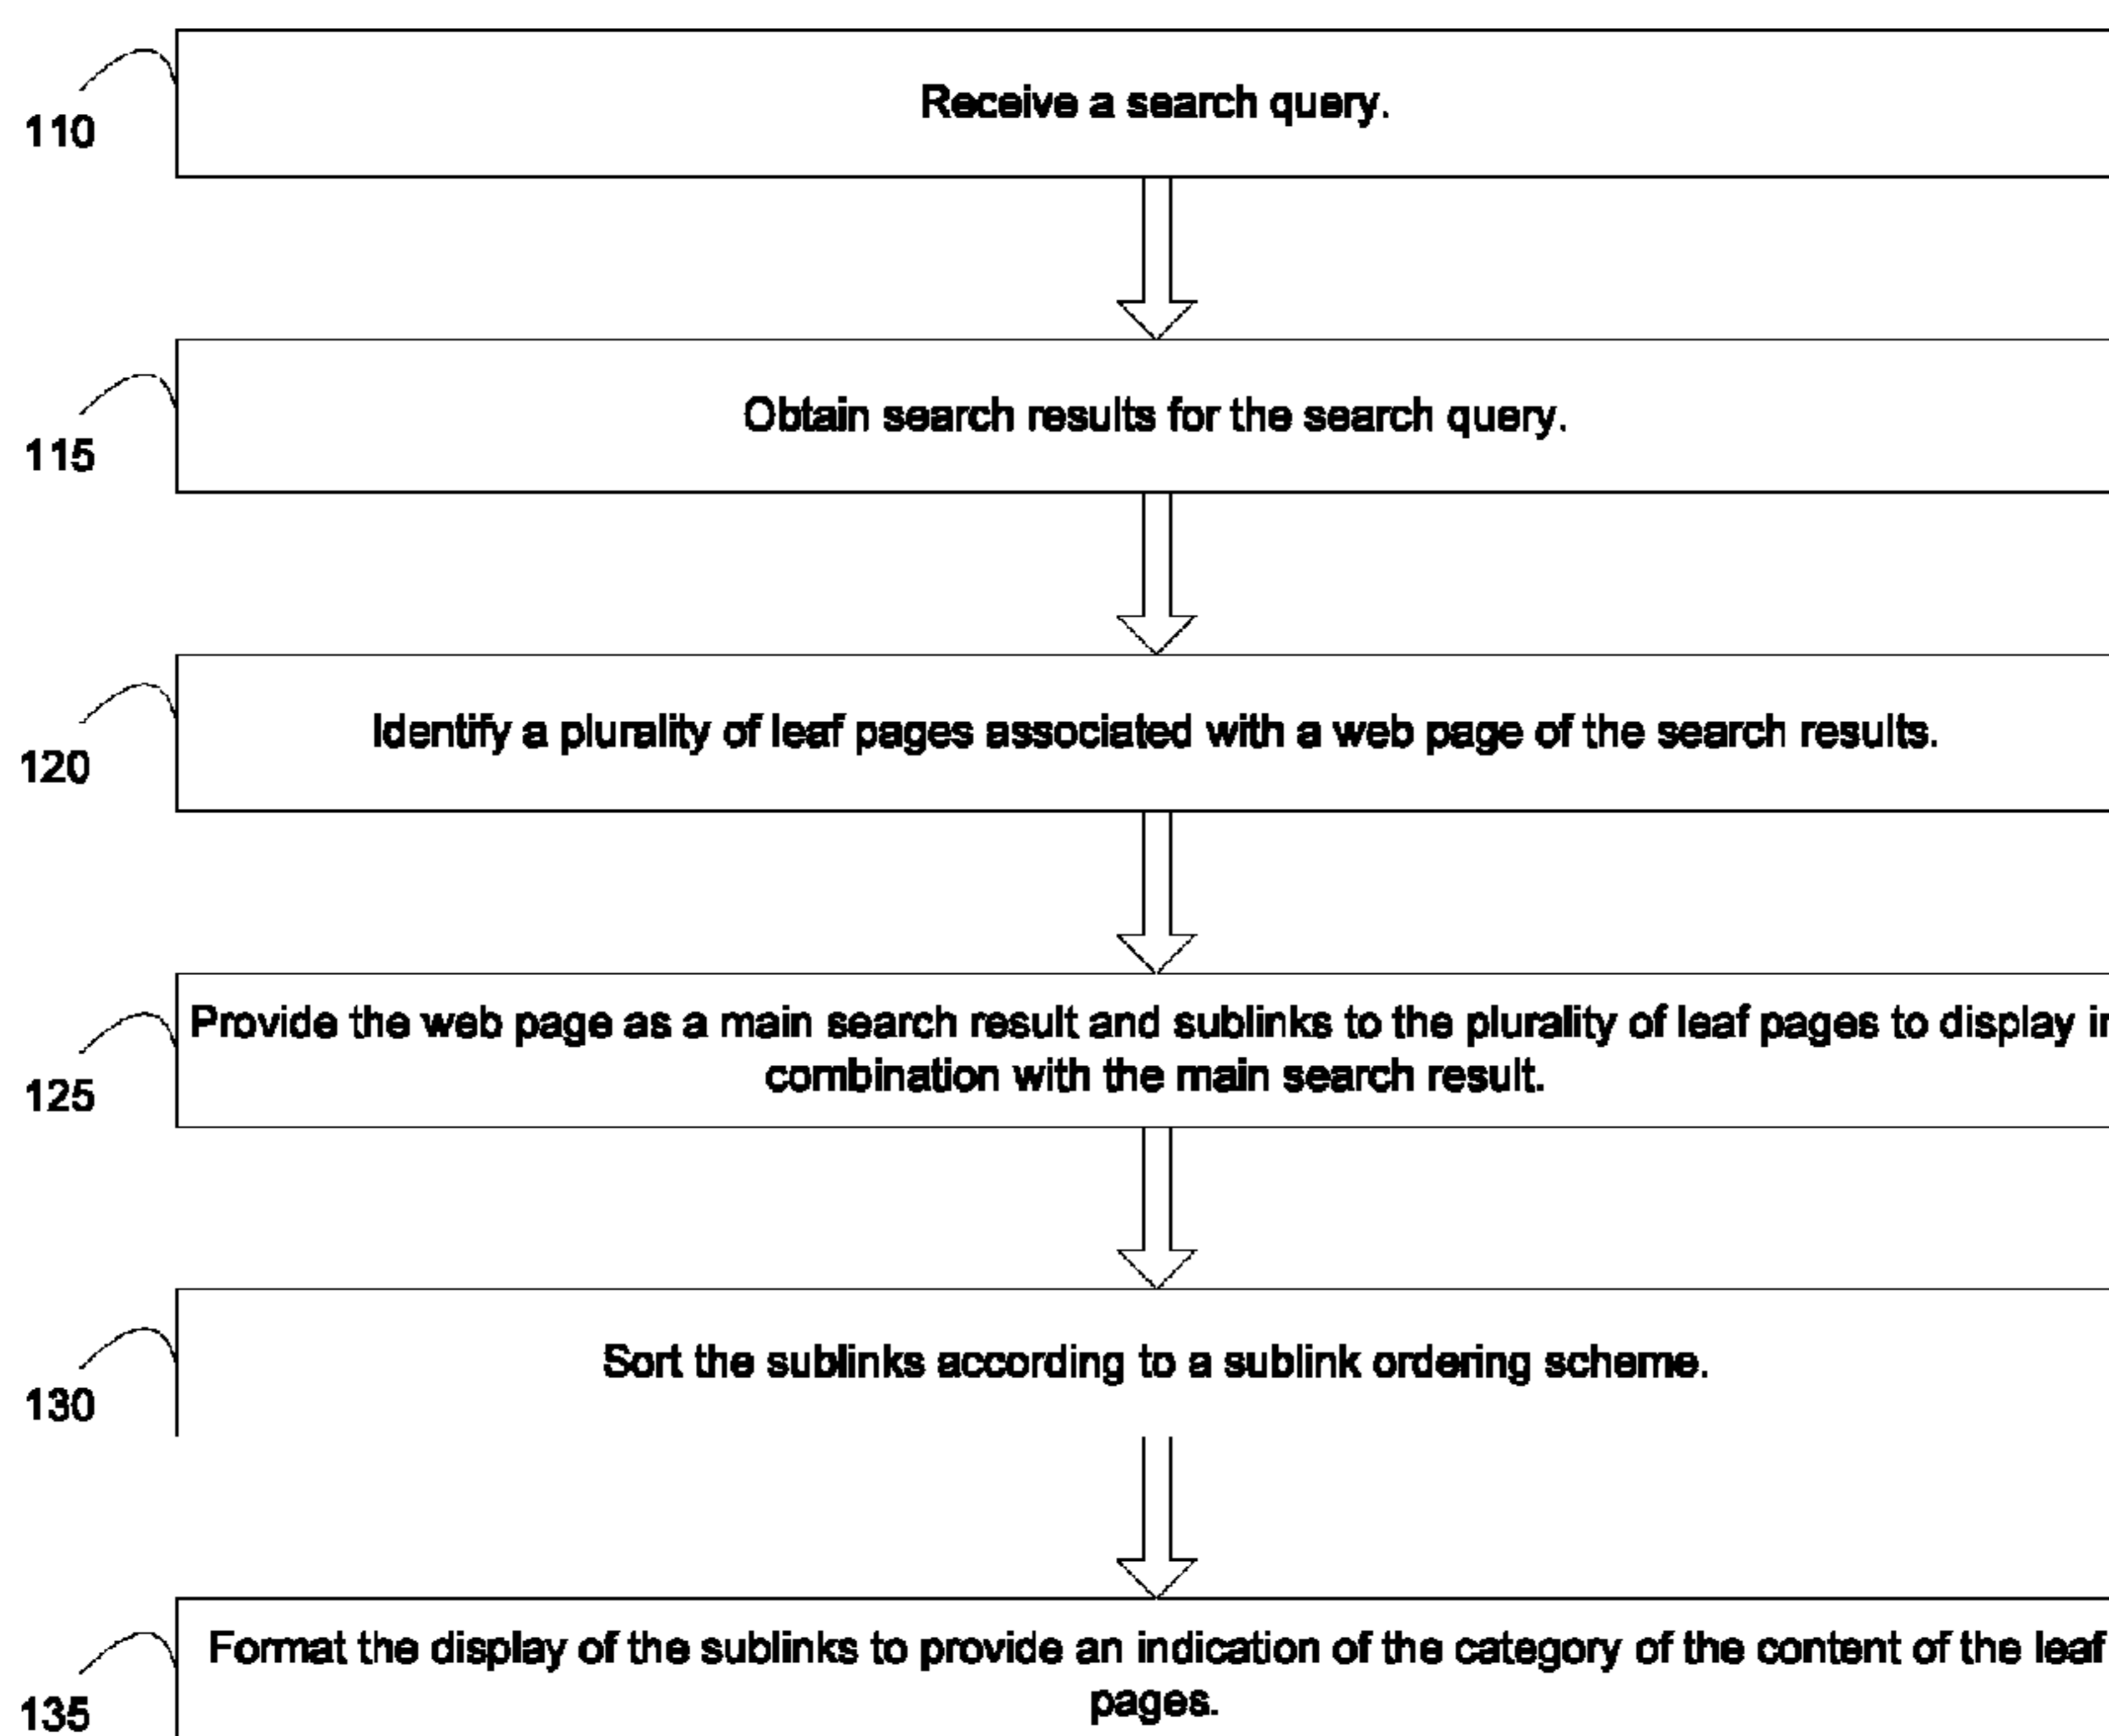 110
Receive a search query.
115
Obtain search results for the search query.
120
Identify a plurality of leaf pages associated with a web page of the search results.
125
Provide the web page as a main search result and sublinks to the plurality of leaf pages to display in
combination with the main search result.
130
Sort the sublinks according to a sublink ordering scheme.
135
Format the display of the sublinks to provide an indication of the category of the content of the leaf
pages.